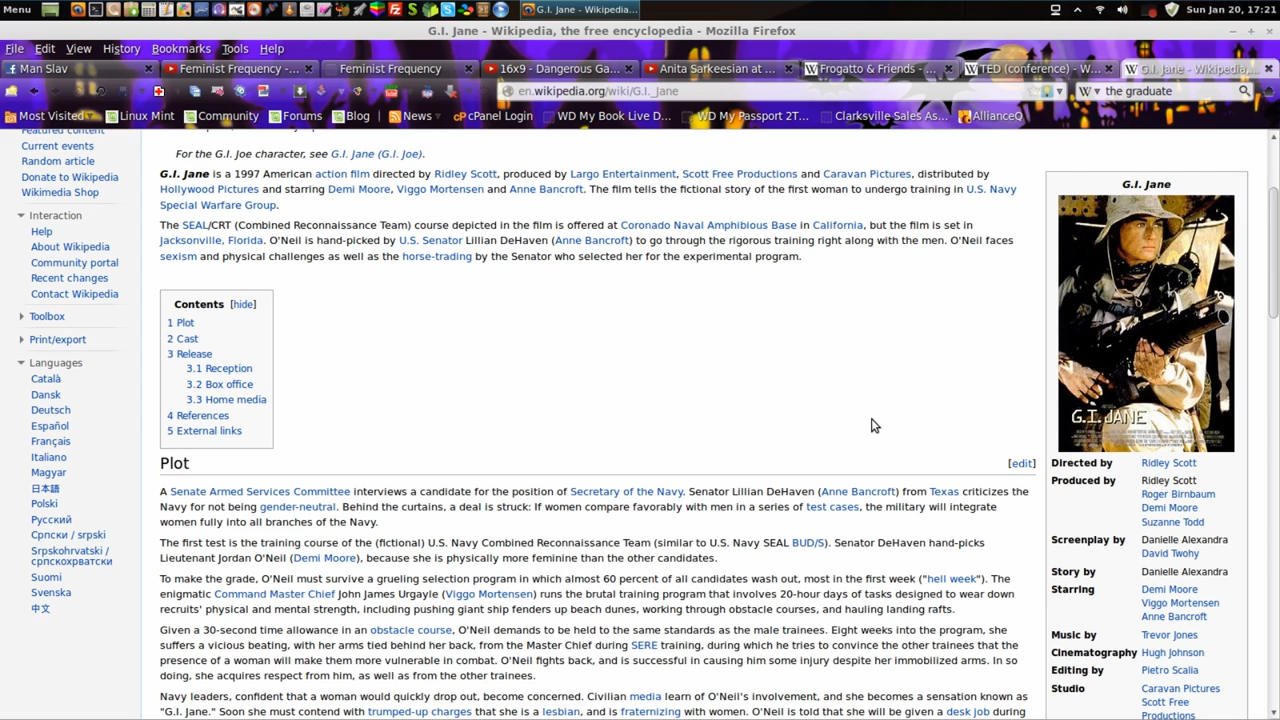 Menu
G.I. Jane - Wikipedia...
Sun Jan 20, 17:21
G.I. Jane - Wikipedia, the free encyclopedia - Mozilla Firefox
File Edit View History Bookmarks Tools Help
Man Slav
Feminist Frequency -...
Feminist Frequency
16x9 - Dangerous Ga...
Anita Sarkeesian at ...
Frogatto & Friends - ...
TED (conference) - W...
G.I. Jane - Wikipedia,...
en.wikipedia.org/wiki/G.I._Jane
the graduate
Most Visited
Linux Mint
Community
Forums
Blog
News
cPanel Login
WD My Book Live D...
WD My Passport 2T...
Clarksville Sales As...
AllianceQ
Featured content
Current events
Random article
Donate to Wikipedia
Wikimedia Shop
Interaction
Help
About Wikipedia
Community portal
Recent changes
Contact Wikipedia
Toolbox
Print/export
Languages
Català
Dansk
Deutsch
Español
Français
Italiano
Magyar
日本語
Polski
Русский
Српски / srpski
Srpskohrvatski /
српскохрватски
Suomi
Svenska
中文
For the G.I. Joe character, see G.I. Jane (G.I. Joe).
G.I. Jane is a 1997 American action film directed by Ridley Scott, produced by Largo Entertainment, Scott Free Productions and Caravan Pictures, distributed by
Hollywood Pictures and starring Demi Moore, Viggo Mortensen and Anne Bancroft. The film tells the fictional story of the first woman to undergo training in U.S. Navy
Special Warfare Group.
The SEAL/CRT (Combined Reconnaissance Team) course depicted in the film is offered at Coronado Naval Amphibious Base in California, but the film is set in
Jacksonville, Florida. O'Neil is hand-picked by U.S. Senator Lillian DeHaven (Anne Bancroft) to go through the rigorous training right along with the men. O'Neil faces
sexism and physical challenges as well as the horse-trading by the Senator who selected her for the experimental program.
Contents [hide]
1 Plot
2 Cast
3 Release
3.1 Reception
3.2 Box office
3.3 Home media
4 References
5 External links
Plot
[edit]
A Senate Armed Services Committee interviews a candidate for the position of Secretary of the Navy. Senator Lillian DeHaven (Anne Bancroft) from Texas criticizes the
Navy for not being gender-neutral. Behind the curtains, a deal is struck: If women compare favorably with men in a series of test cases, the military will integrate
women fully into all branches of the Navy.
The first test is the training course of the (fictional) U.S. Navy Combined Reconnaissance Team (similar to U.S. Navy SEAL BUD/S). Senator DeHaven hand-picks
Lieutenant Jordan O'Neil (Demi Moore), because she is physically more feminine than the other candidates.
To make the grade, O'Neil must survive a grueling selection program in which almost 60 percent of all candidates wash out, most in the first week ("hell week"). The
enigmatic Command Master Chief John James Urgayle (Viggo Mortensen) runs the brutal training program that involves 20-hour days of tasks designed to wear down
recruits' physical and mental strength, including pushing giant ship fenders up beach dunes, working through obstacle courses, and hauling landing rafts.
Given a 30-second time allowance in an obstacle course, O'Neil demands to be held to the same standards as the male trainees. Eight weeks into the program, she
suffers a vicious beating, with her arms tied behind her back, from the Master Chief during SERE training, during which he tries to convince the other trainees that the
presence of a woman will make them more vulnerable in combat. O'Neil fights back, and is successful in causing him some injury despite her immobilized arms. In so
doing, she acquires respect from him, as well as from the other trainees.
Navy leaders, confident that a woman would quickly drop out, become concerned. Civilian media learn of O'Neil's involvement, and she becomes a sensation known as
"G.I. Jane." Soon she must contend with trumped-up charges that she is a lesbian, and is fraternizing with women. O'Neil is told that she will be given a desk job during
G.I. Jane
G.I. JANE
Directed by Ridley Scott
Produced by Ridley Scott
Roger Birnbaum
Demi Moore
Suzanne Todd
Screenplay by Danielle Alexandra
David Twohy
Story by Danielle Alexandra
Starring Demi Moore
Viggo Mortensen
Anne Bancroft
Music by Trevor Jones
Cinematography Hugh Johnson
Editing by Pietro Scalia
Studio Caravan Pictures
Scott Free
Productions